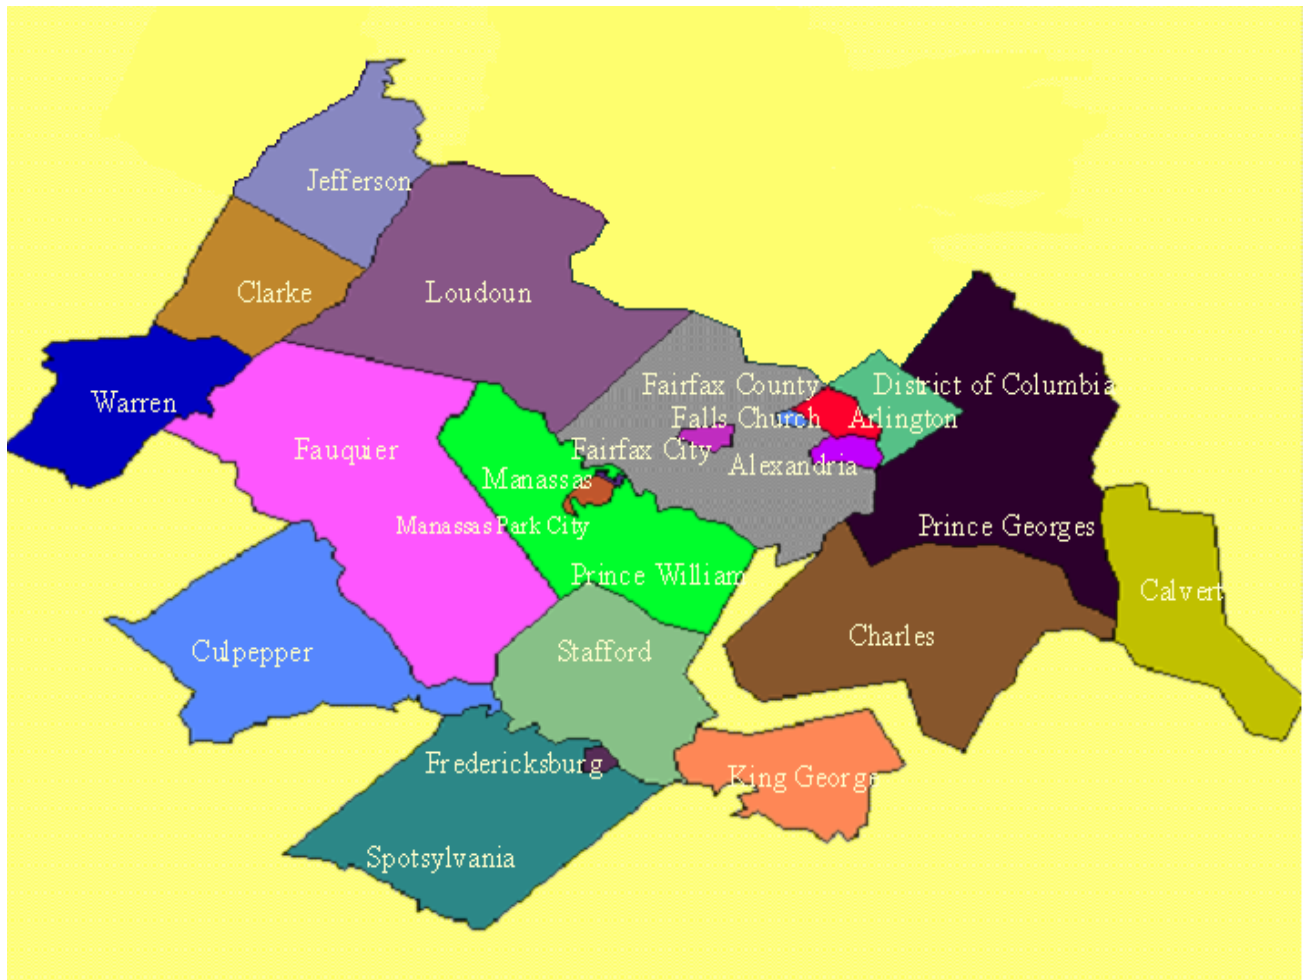 Jefferson
Clarke
Loudoun
Warren
Fairfax County
District of Columbia
Falls Church
Arlington
Fauquier
Fairfax City
Alexandria
Manassas
Manassas Park City
Prince Georges
Prince William
Calvert
Charles
Culpepper
Stafford
Fredericksburg
King George
Spotsylvania